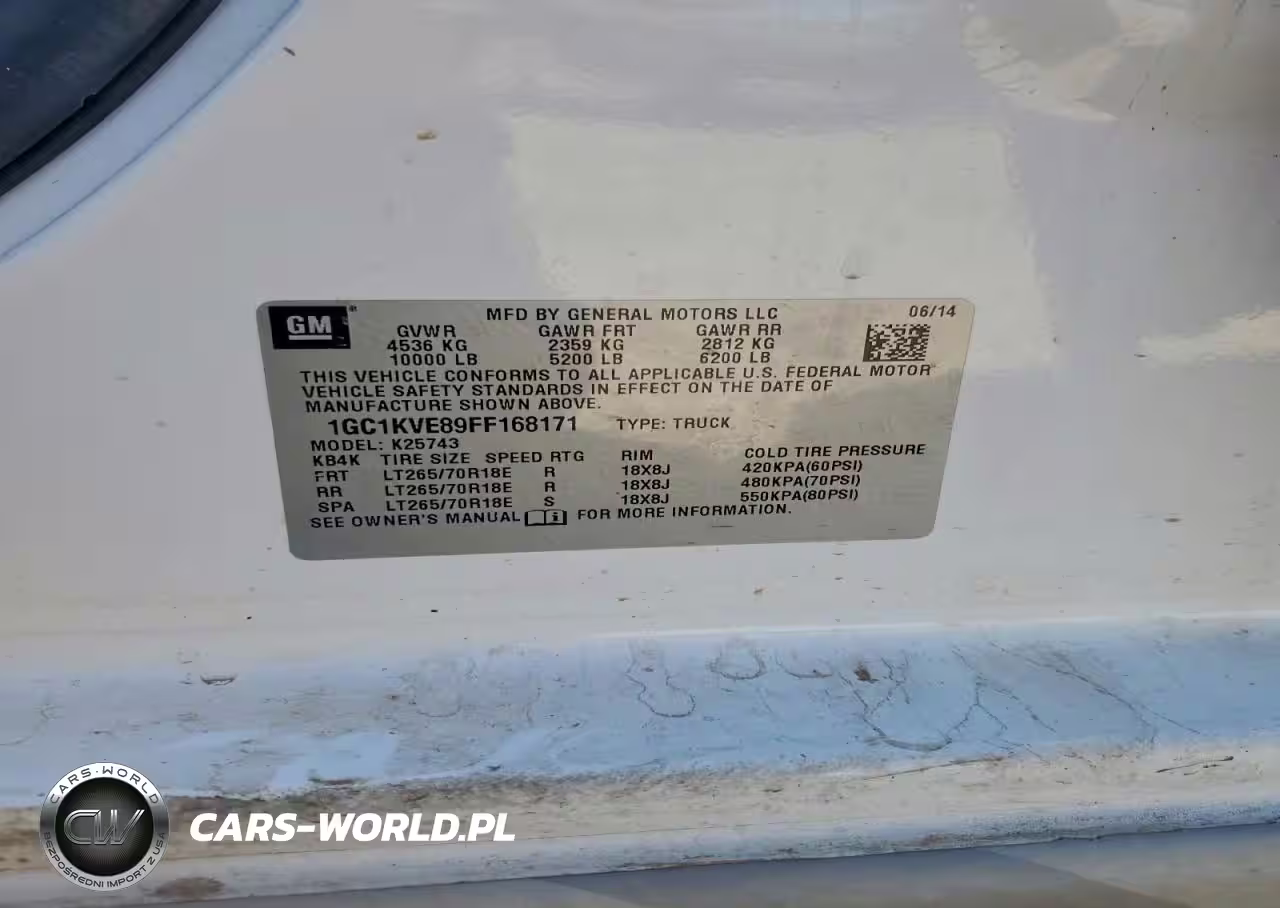 GM
MFD BY GENERAL MOTORS LLC 06/14
GVWR GAWR FRT GAWR RR
4536 KG 2359 KG 2812 KG
10000 LB 5200 LB 6200 LB
THIS VEHICLE CONFORMS TO ALL APPLICABLE U.S. FEDERAL MOTOR
VEHICLE SAFETY STANDARDS IN EFFECT ON THE DATE OF
MANUFACTURE SHOWN ABOVE.
1GC1KVE89FF168171 TYPE: TRUCK
MODEL: K25743
KB4K TIRE SIZE SPEED RTG RIM COLD TIRE PRESSURE
FRT LT265/70R18E R 18X8J 420KPA(60PSI)
RR LT265/70R18E R 18X8J 480KPA(70PSI)
SPA LT265/70R18E S 18X8J 550KPA(80PSI)
SEE OWNER'S MANUAL i FOR MORE INFORMATION.
CARS-WORLD
CW
BEZPOŚREDNI IMPORT Z USA
CARS-WORLD.PL